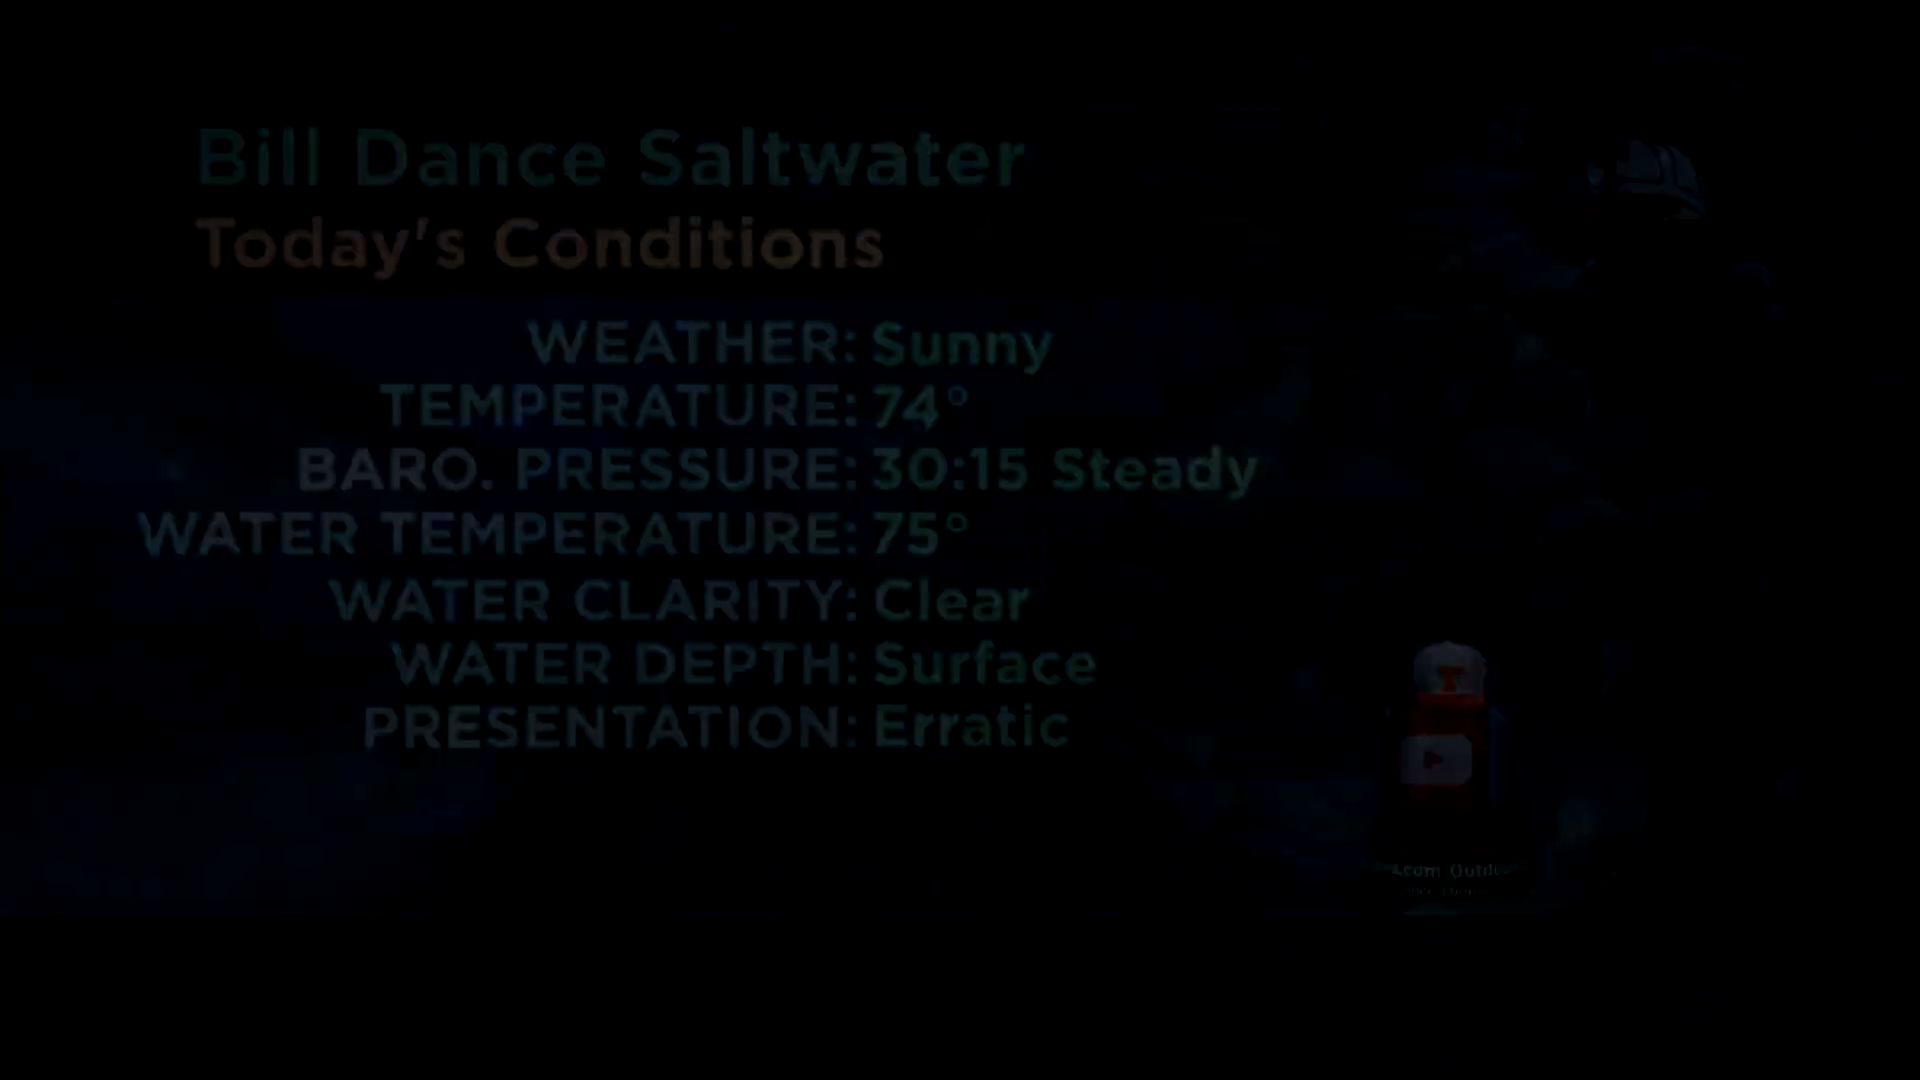 Bill Dance Saltwater
Today's Conditions
WEATHER: Sunny
TEMPERATURE: 74°
BARO. PRESSURE: 30:15 Steady
WATER TEMPERATURE: 75°
WATER CLARITY: Clear
WATER DEPTH: Surface
PRESENTATION: Erratic
T